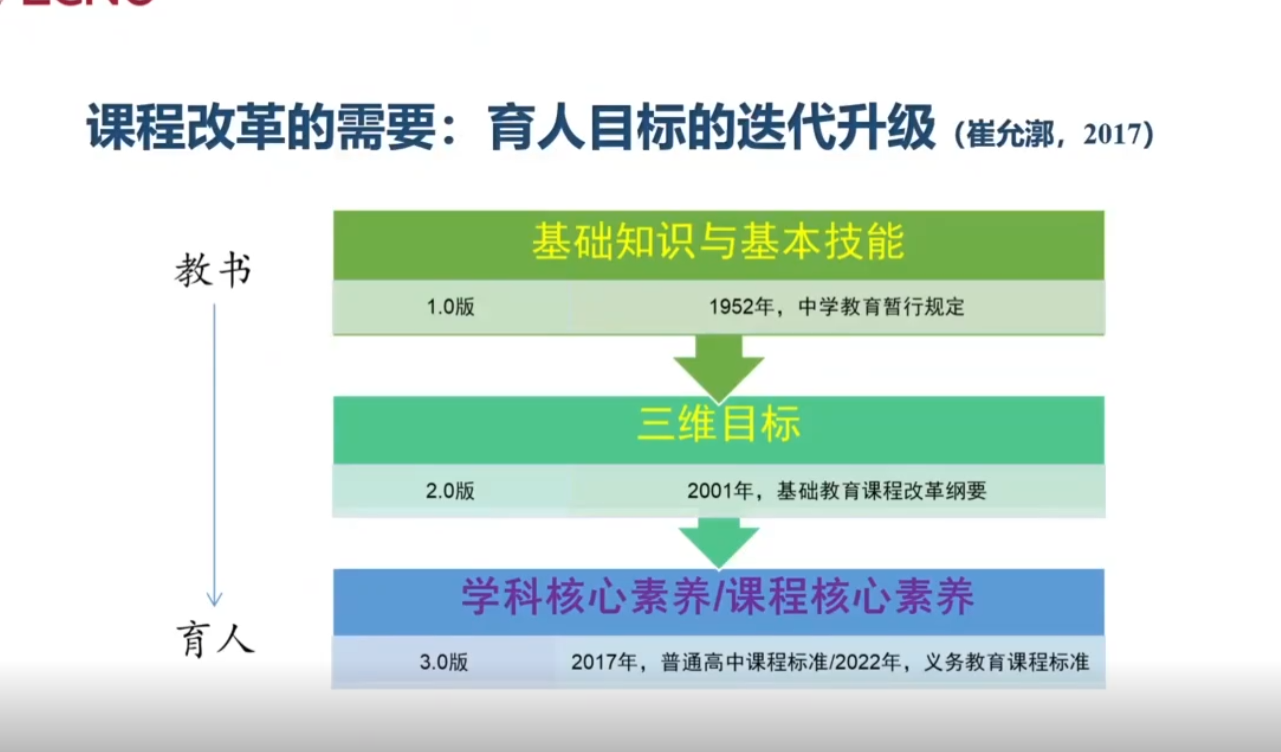 ECNU
课程改革的需要：育人目标的迭代升级（崔允漷，2017）
教书
基础知识与基本技能
1.0版 1952年，中学教育暂行规定
三维目标
2.0版 2001年，基础教育课程改革纲要
学科核心素养/课程核心素养
育人
3.0版 2017年，普通高中课程标准/2022年，义务教育课程标准